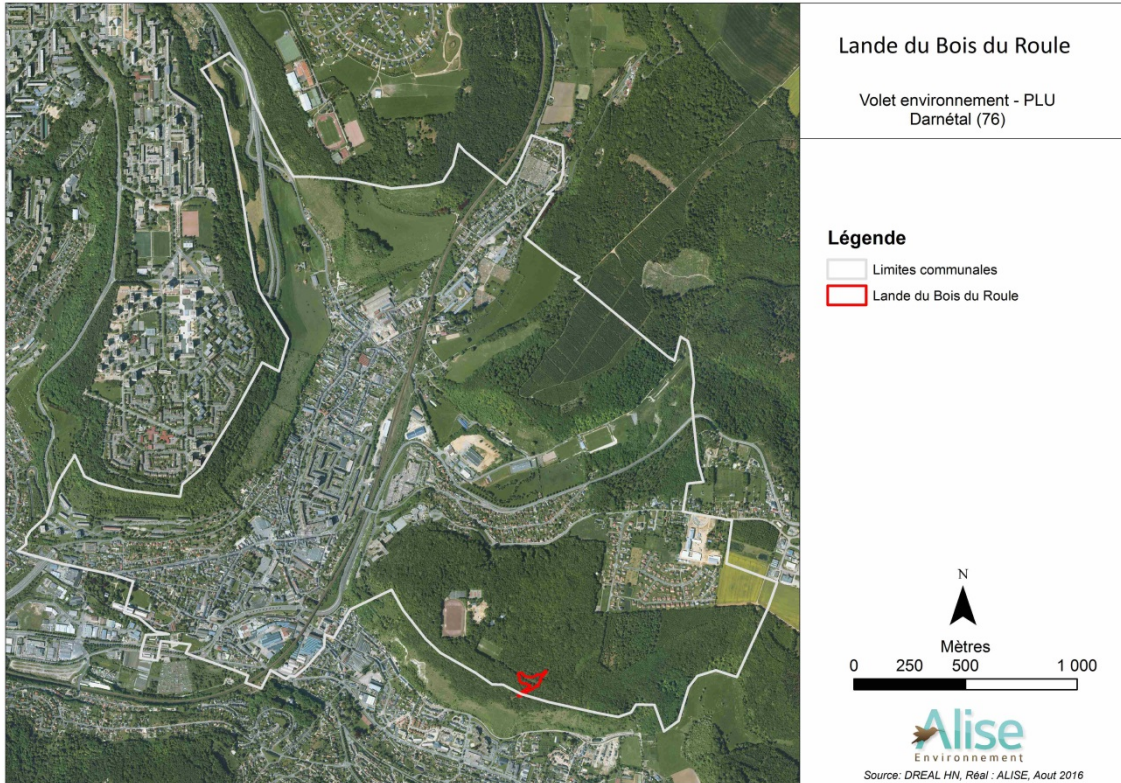 Lande du Bois du Roule
Volet environnement - PLU
Darnétal (76)
Légende
Limites communales
Lande du Bois du Roule
N
Mètres
0 250 500 1 000
Alise
Environnement
Source: DREAL HN, Réal : ALISE, Aout 2016